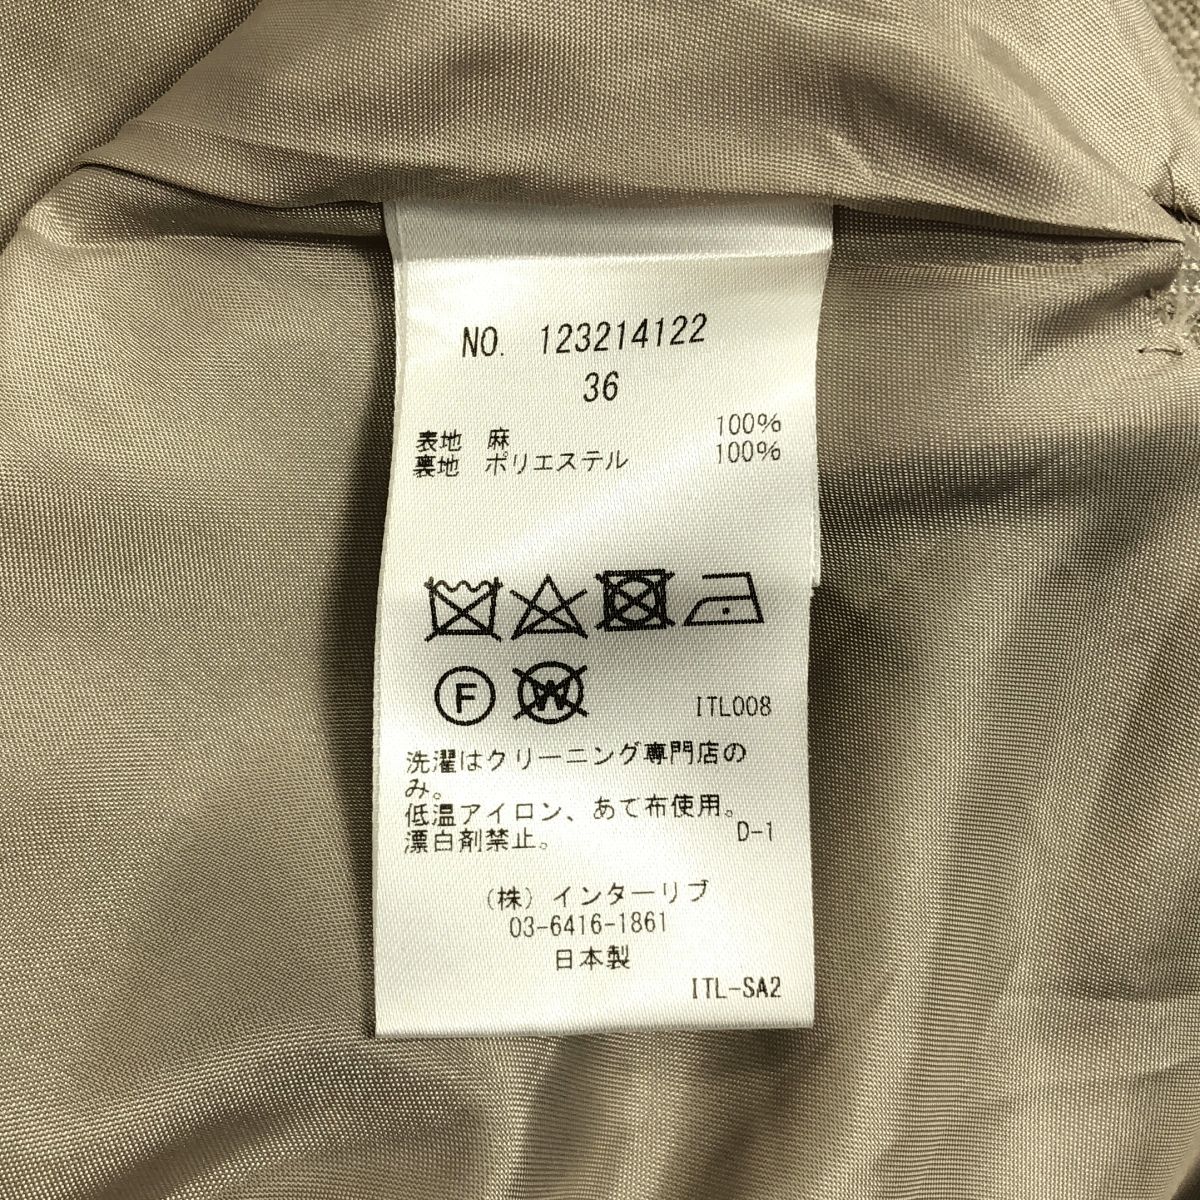 NO. 123214122
36
表地 麻 100%
裏地 ポリエステル 100%
F W ITL008
洗濯はクリーニング専門店の
み。
低温アイロン、あて布使用。
漂白剤禁止。 D-1
(株)インターリブ
03-6416-1861
日本製
ITL-SA2